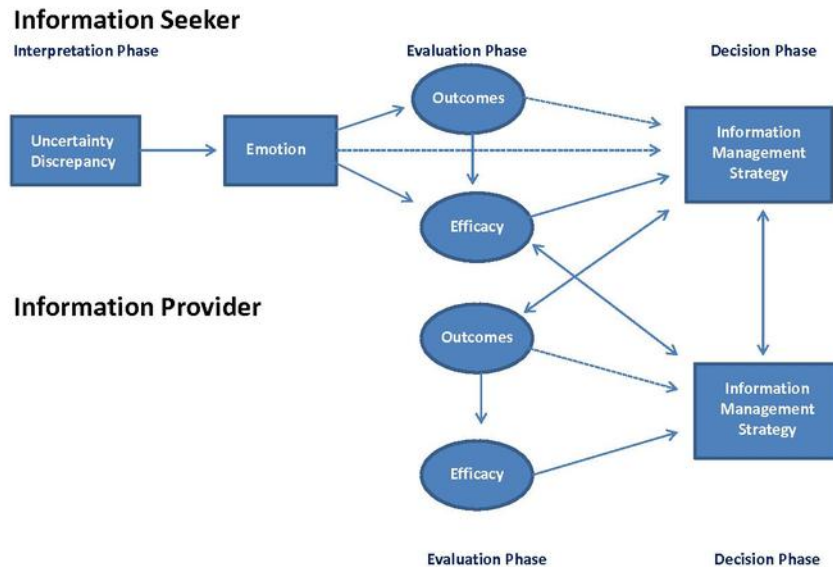 Information Seeker
Interpretation Phase
Evaluation Phase
Decision Phase
Outcomes
Uncertainty
Discrepancy
Emotion
Information
Management
Strategy
Efficacy
Information Provider
Outcomes
Information
Management
Strategy
Efficacy
Evaluation Phase
Decision Phase